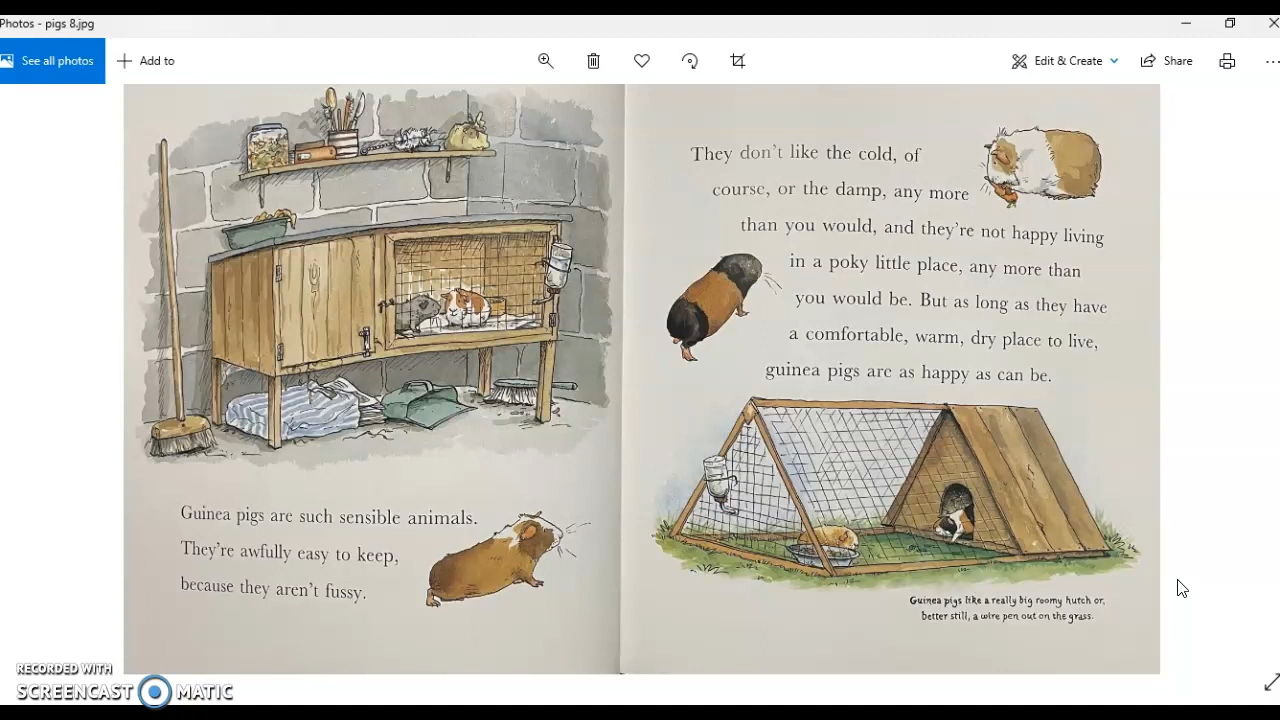 Photos - pigs 8.jpg
See all photos
Add to
Edit & Create
Share
Guinea pigs are such sensible animals.
They're awfully easy to keep,
because they aren't fussy.
They don't like the cold, of
course, or the damp, any more
than you would, and they're not happy living
in a poky little place, any more than
you would be. But as long as they have
a comfortable, warm, dry place to live,
guinea pigs are as happy as can be.
Guinea pigs like a really big roomy hutch or,
better still, a wire pen out on the grass.
RECORDED WITH
SCREENCAST MATIC